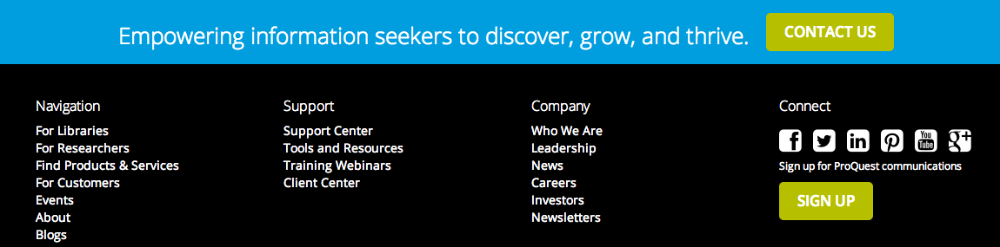 Empowering information seekers to discover, grow, and thrive.
CONTACT US
Navigation
For Libraries
For Researchers
Find Products & Services
For Customers
Events
About
Blogs
Support
Support Center
Tools and Resources
Training Webinars
Client Center
Company
Who We Are
Leadership
News
Careers
Investors
Newsletters
Connect
f in P You Tube g+
Sign up for ProQuest communications
SIGN UP